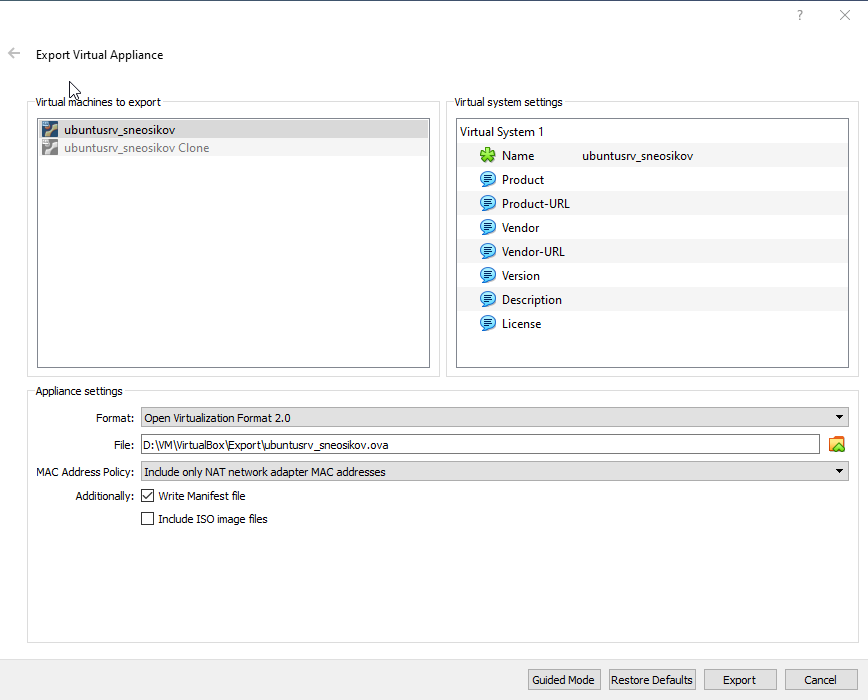 ?
Export Virtual Appliance
Virtual machines to export
ubuntusrv_sneosikov
ubuntusrv_sneosikov Clone
Virtual system settings
Virtual System 1
Name ubuntusrv_sneosikov
Product
Product-URL
Vendor
Vendor-URL
Version
Description
License
Appliance settings
Format: Open Virtualization Format 2.0
File: D:\VM\VirtualBox\Export\ubuntusrv_sneosikov.ova
MAC Address Policy: Include only NAT network adapter MAC addresses
Additionally: Write Manifest file
Include ISO image files
Guided Mode Restore Defaults Export Cancel